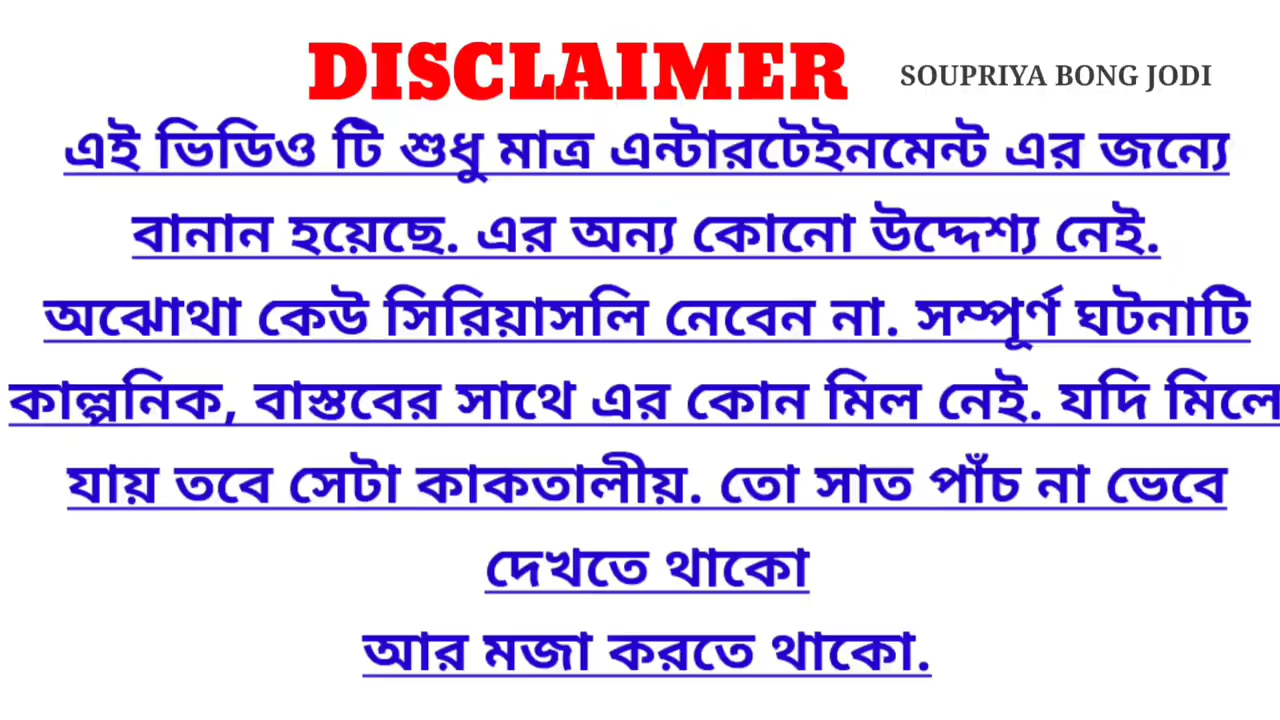 DISCLAIMER SOUPRIYA BONG JODI
এই ভিডিও টি শুধু মাত্র এন্টারটেইনমেন্ট এর জন্যে
বানান হয়েছে. এর অন্য কোনো উদ্দেশ্য নেই.
অঝোথা কেউ সিরিয়াসলি নেবেন না. সম্পূর্ণ ঘটনাটি
কাল্পনিক, বাস্তবের সাথে এর কোন মিল নেই. যদি মিলে
যায় তবে সেটা কাকতালীয়. তো সাত পাঁচ না ভেবে
দেখতে থাকো
আর মজা করতে থাকো.